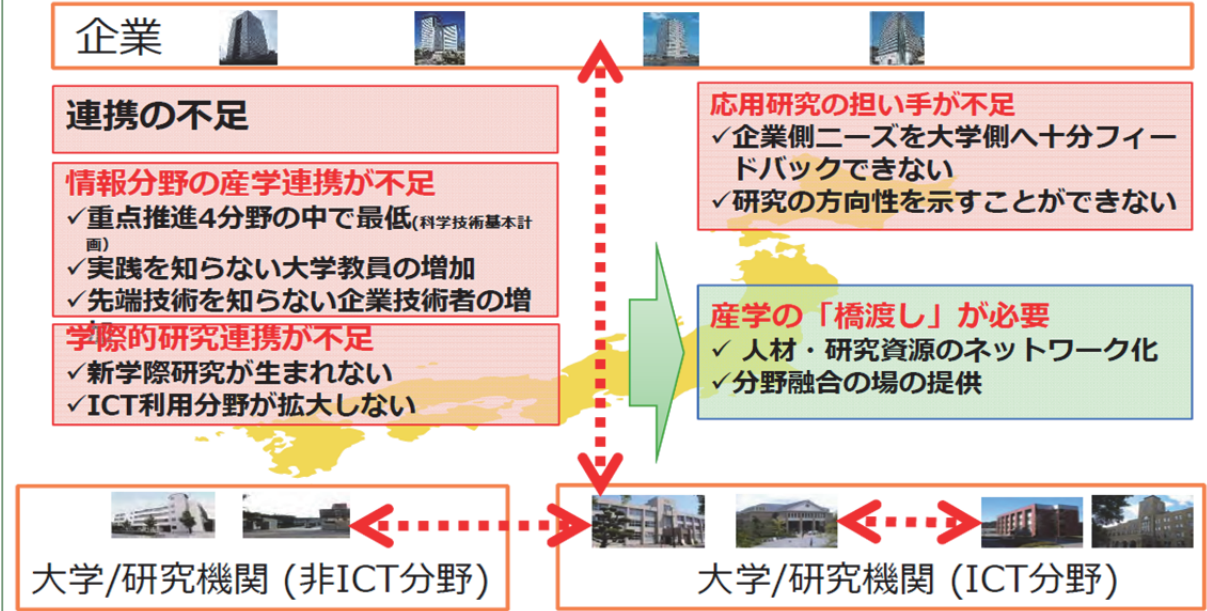 企業
連携の不足
情報分野の産学連携が不足
✓重点推進4分野の中で最低(科学技術基本計
画)
✓実践を知らない大学教員の増加
✓先端技術を知らない企業技術者の増
学際的研究連携が不足
✓新学際研究が生まれない
✓ICT利用分野が拡大しない
応用研究の担い手が不足
✓企業側ニーズを大学側へ十分フィー
ドバックできない
✓研究の方向性を示すことができない
産学の「橋渡し」が必要
✓ 人材・研究資源のネットワーク化
✓分野融合の場の提供
大学/研究機関 (非ICT分野)
大学/研究機関 (ICT分野)